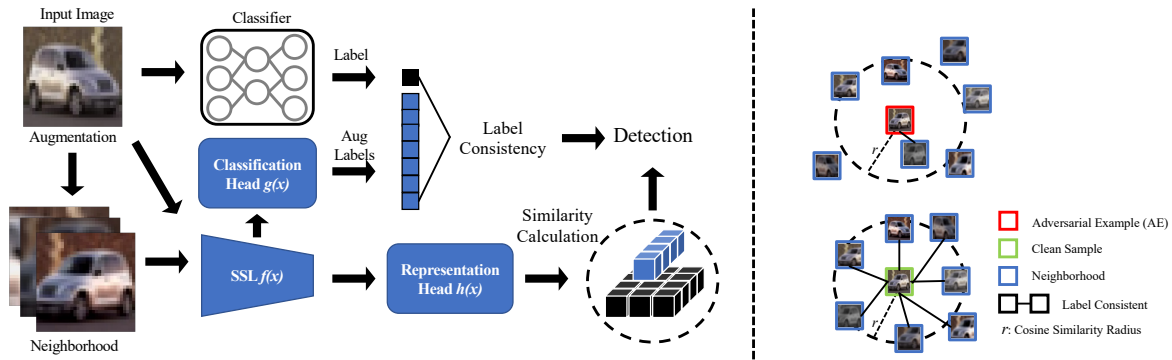 Input Image
Augmentation
Neighborhood
Classifier
Label
Classification
Head g(x)
Aug
Labels
SSL f(x)
Label
Consistency
Detection
Similarity
Calculation
Representation
Head h(x)
r
r
Adversarial Example (AE)
Clean Sample
Neighborhood
Label Consistent
r: Cosine Similarity Radius